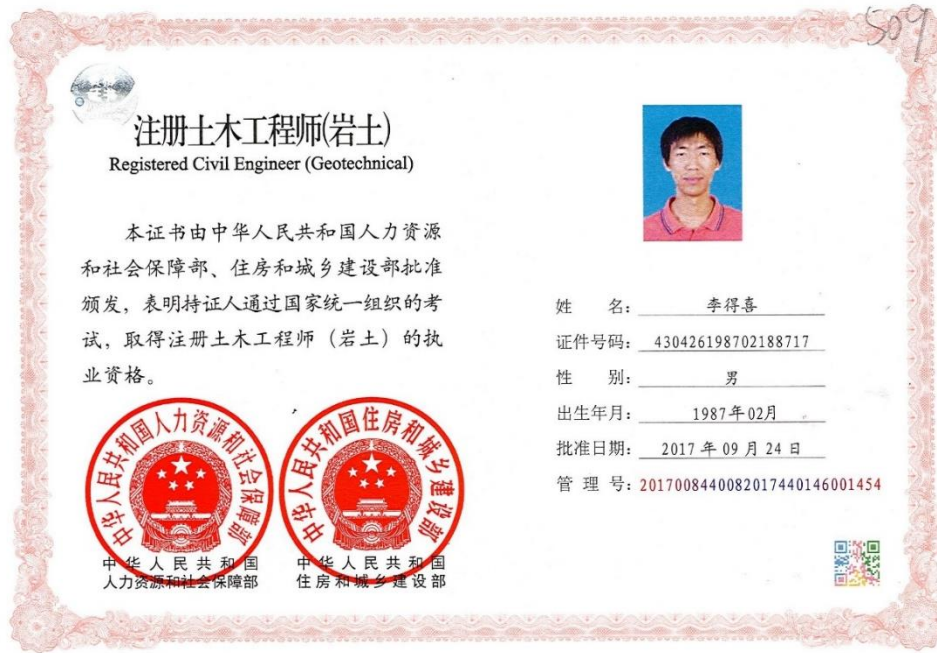 509
注册土木工程师(岩土)
Registered Civil Engineer (Geotechnical)
本证书由中华人民共和国人力资源
和社会保障部、住房和城乡建设部批准
颁发，表明持证人通过国家统一组织的考
试，取得注册土木工程师（岩土）的执
业资格。
中华人民共和国人力资源和社会保障部
中华人民共和国住房和城乡建设部
中华人民共和国
人力资源和社会保障部
中华人民共和国
住房和城乡建设部
姓 名：李得喜
证件号码：430426198702188717
性 别：男
出生年月：1987年02月
批准日期：2017年09月24日
管 理 号：2017008440082017440146001454